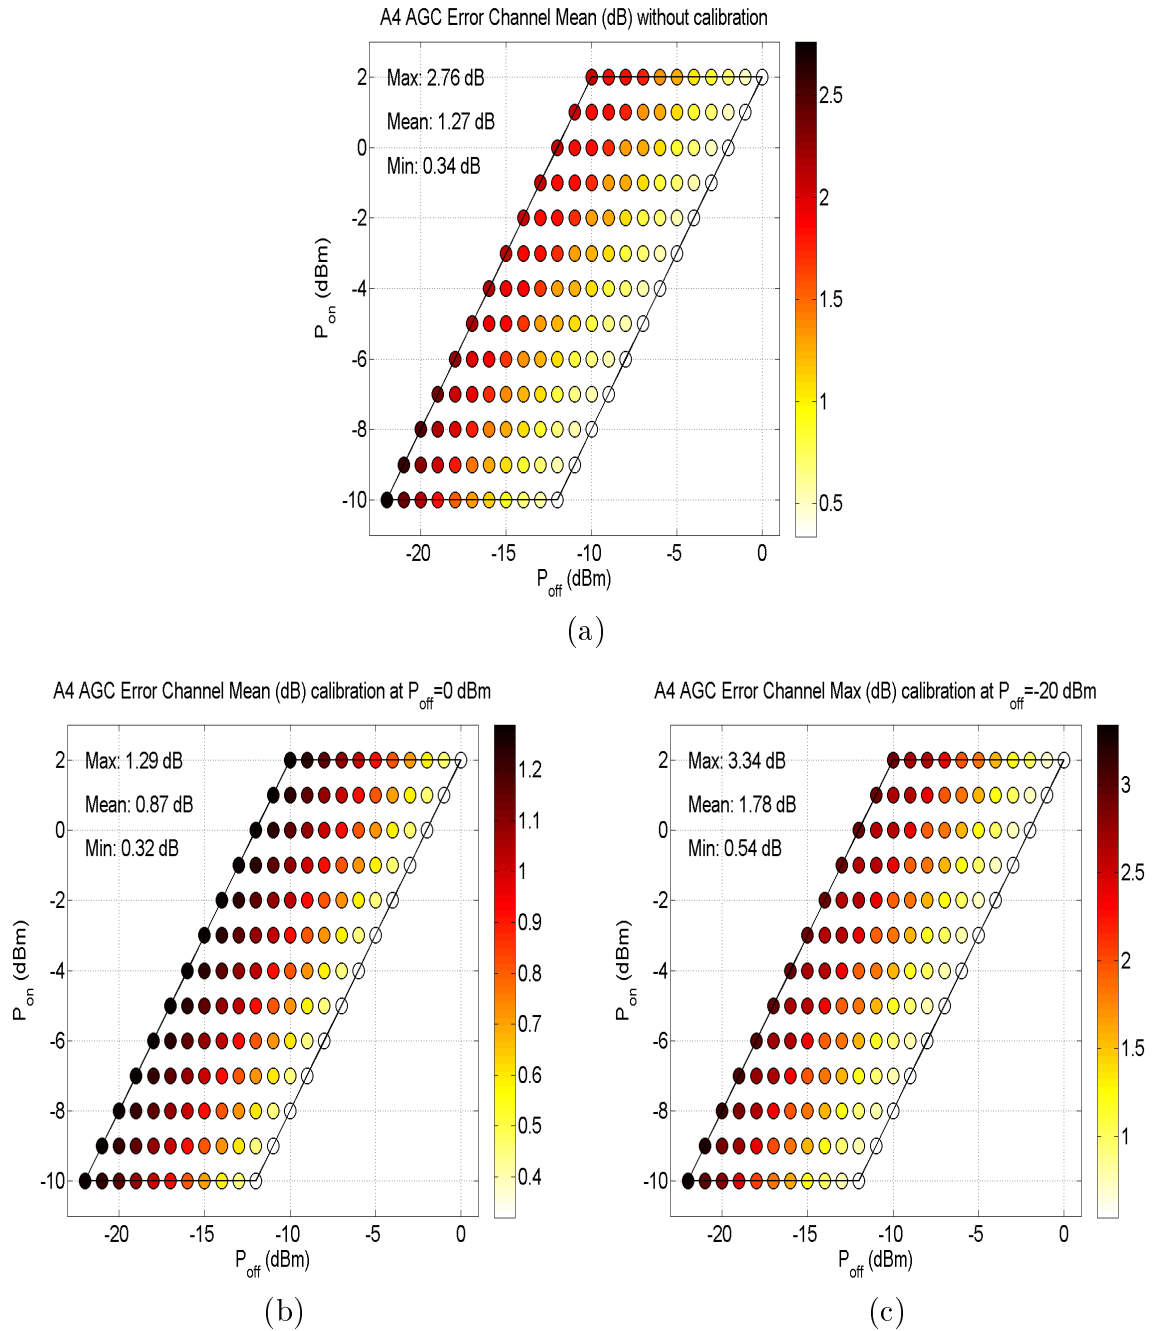 A4 AGC Error Channel Mean (dB) without calibration
Max: 2.76 dB
Mean: 1.27 dB
Min: 0.34 dB
2
0
-2
-4
-6
-8
-10
P_on (dBm)
-20 -15 -10 -5 0
P_off (dBm)
2.5
2
1.5
1
0.5
(a)
A4 AGC Error Channel Mean (dB) calibration at P_off=0 dBm
Max: 1.29 dB
Mean: 0.87 dB
Min: 0.32 dB
2
0
-2
-4
-6
-8
-10
P_on (dBm)
-20 -15 -10 -5 0
P_off (dBm)
1.2
1.1
1
0.9
0.8
0.7
0.6
0.5
0.4
(b)
A4 AGC Error Channel Max (dB) calibration at P_off=-20 dBm
Max: 3.34 dB
Mean: 1.78 dB
Min: 0.54 dB
2
0
-2
-4
-6
-8
-10
P_on (dBm)
-20 -15 -10 -5 0
P_off (dBm)
3
2.5
2
1.5
1
(c)